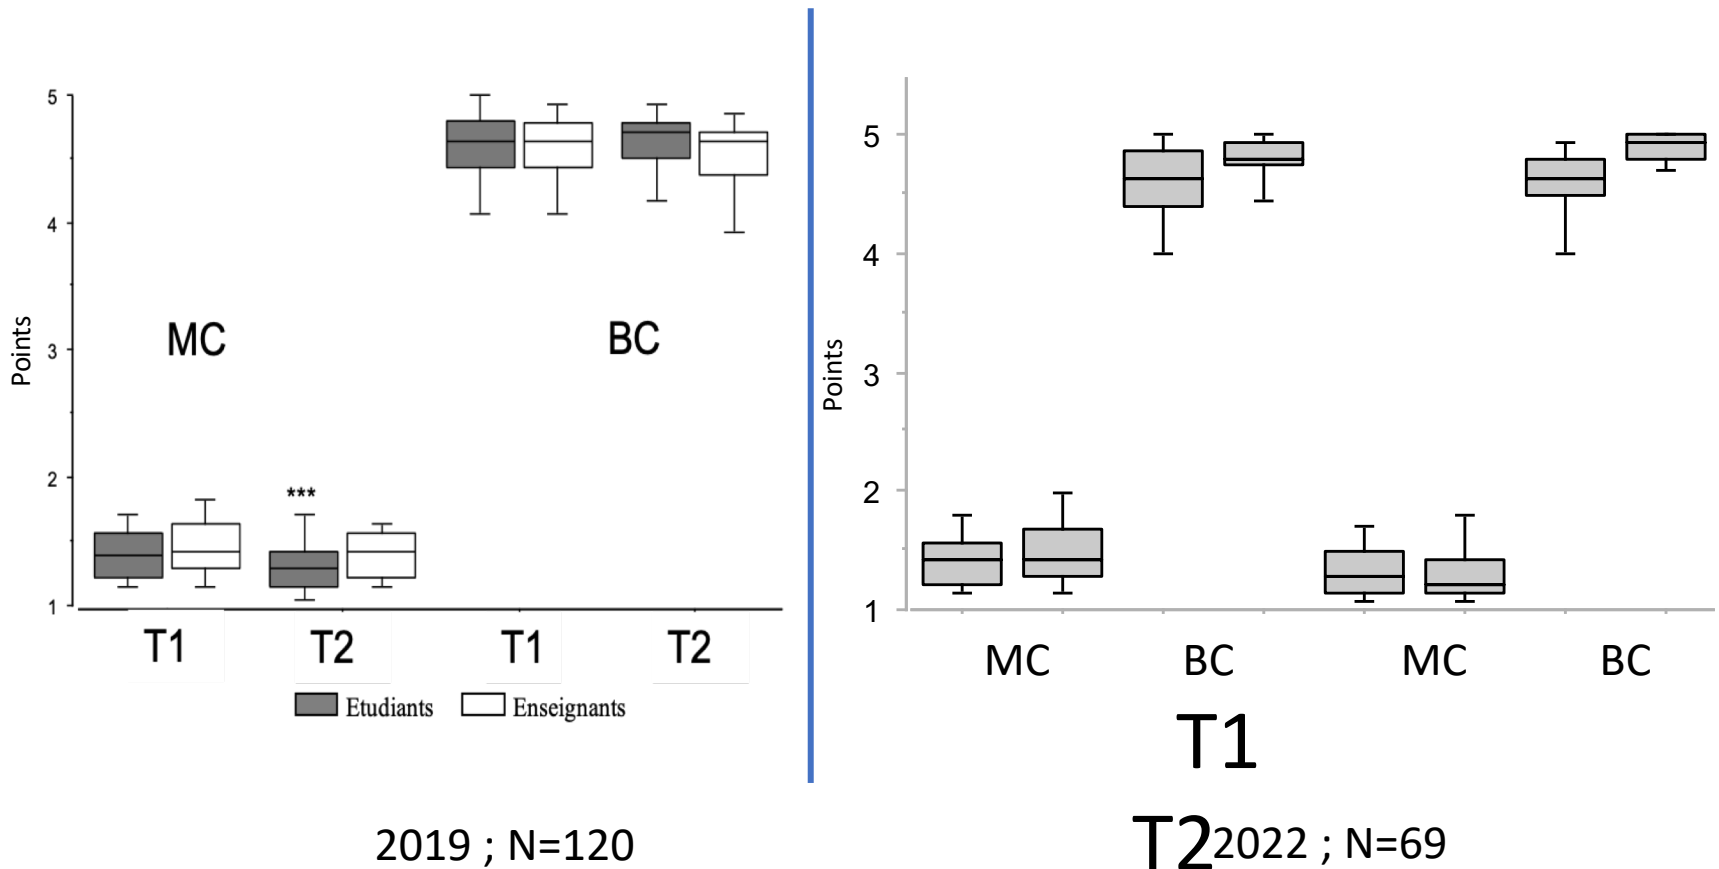 5
4
3
2
1
Points
MC
BC
***
T1
T2
T1
T2
Etudiants
Enseignants
2019 ; N=120
5
4
3
2
1
Points
MC
BC
MC
BC
T1
T2
2022 ; N=69